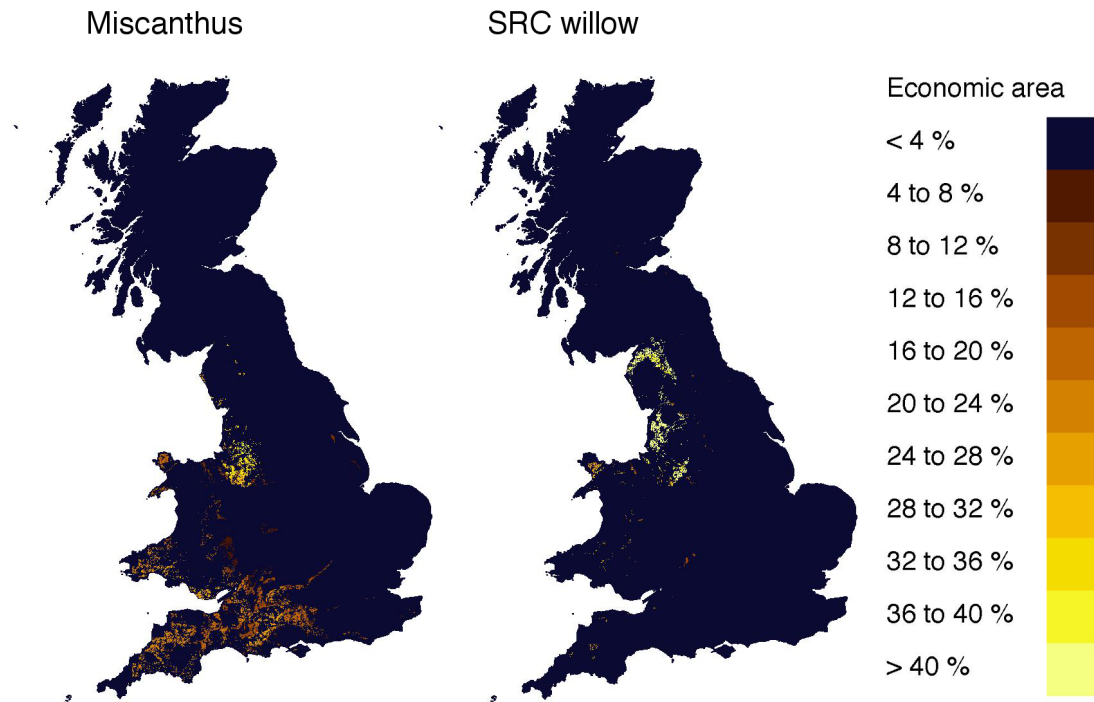 Miscanthus
SRC willow
Economic area
< 4 %
4 to 8 %
8 to 12 %
12 to 16 %
16 to 20 %
20 to 24 %
24 to 28 %
28 to 32 %
32 to 36 %
36 to 40 %
> 40 %